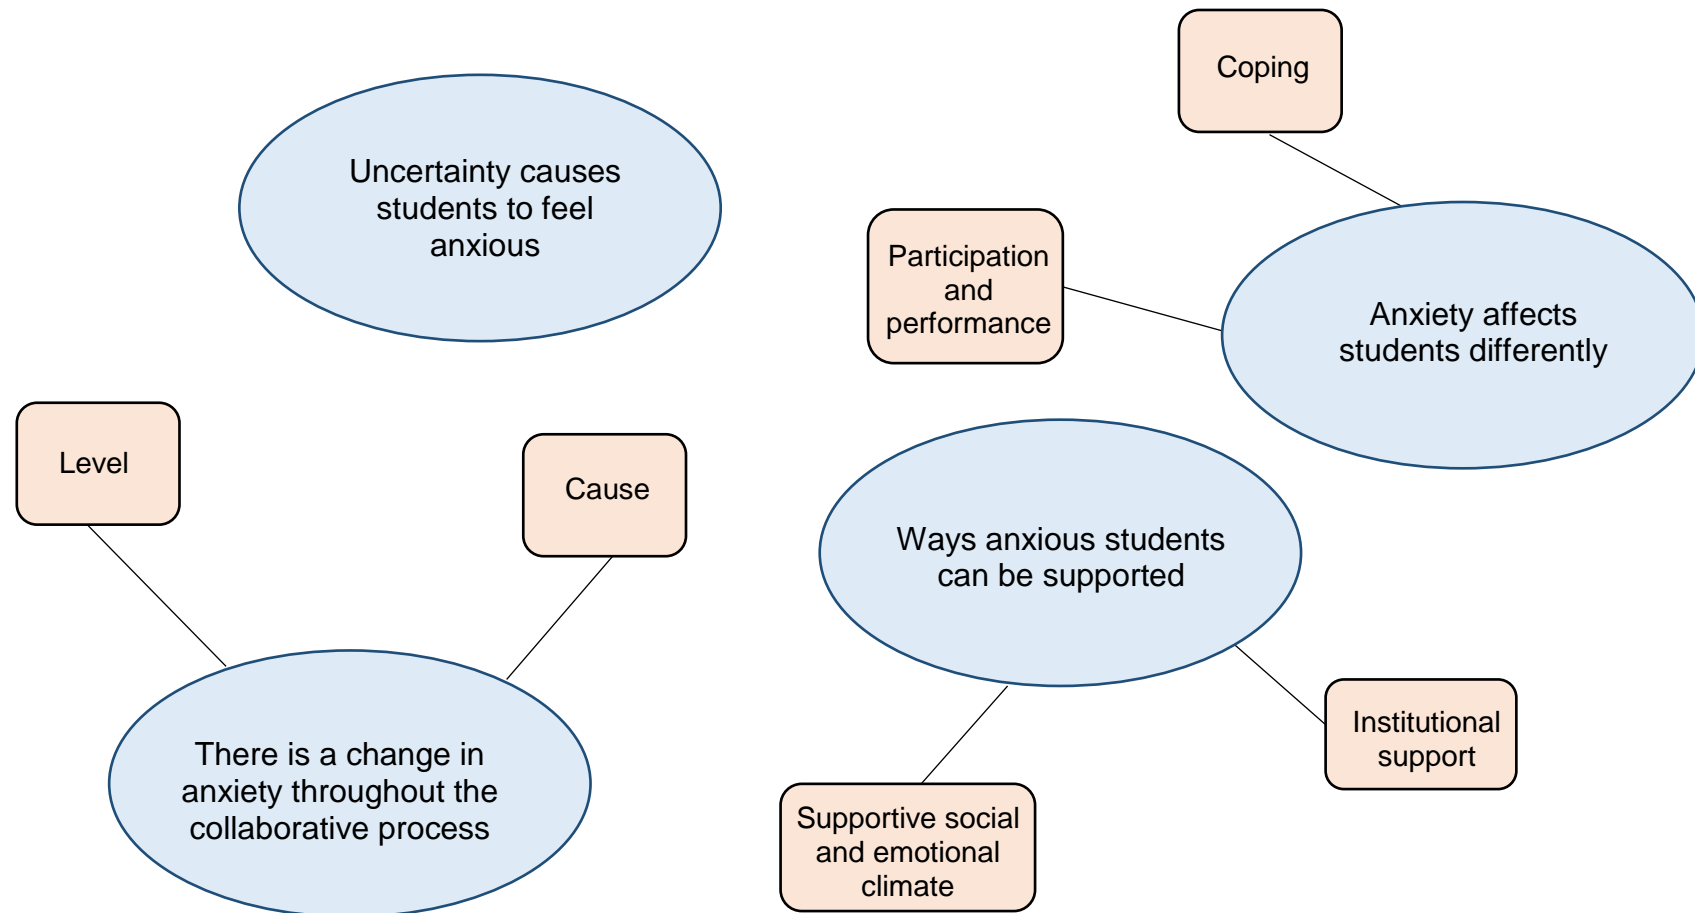 Coping
Uncertainty causes
students to feel
anxious
Participation
and
performance
Anxiety affects
students differently
Level
Cause
Ways anxious students
can be supported
There is a change in
anxiety throughout the
collaborative process
Institutional
support
Supportive social
and emotional
climate